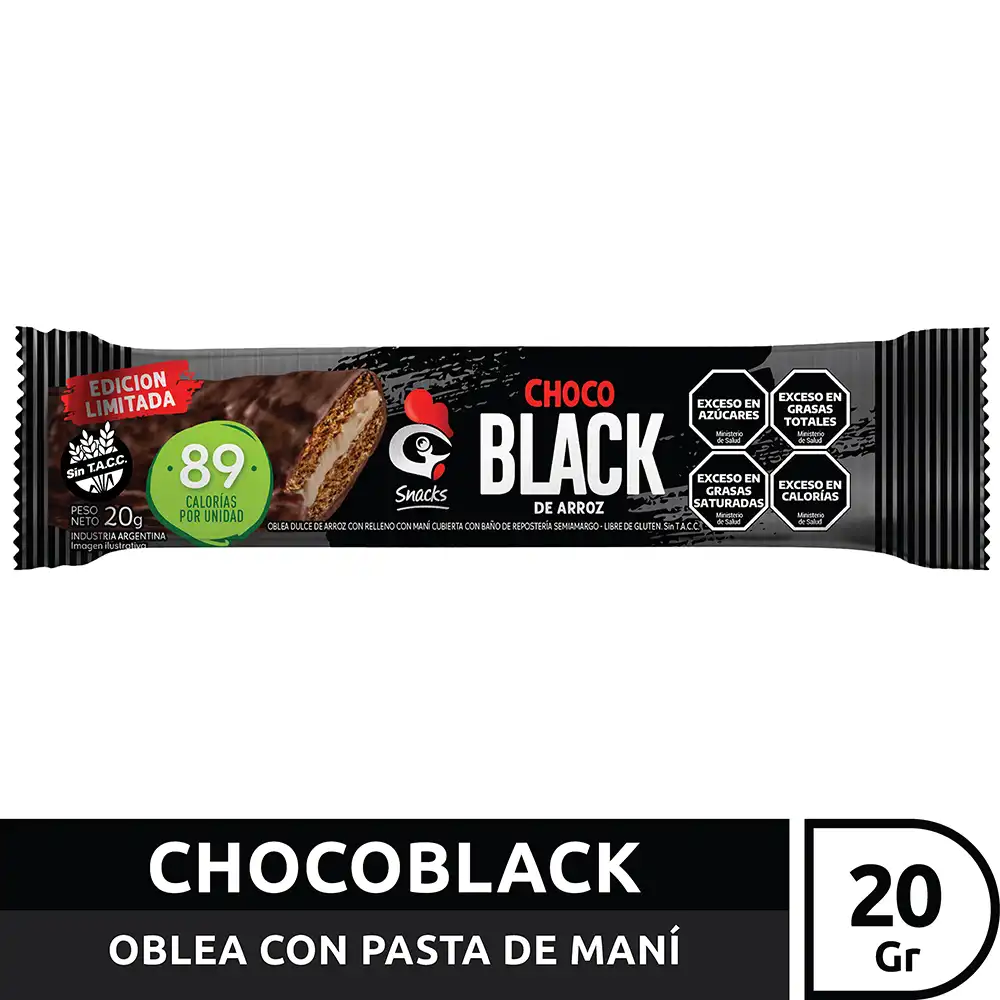 EDICION
LIMITADA
Sin T.A.C.C.
89
CALORÍAS
POR UNIDAD
PESO
NETO 20g
INDUSTRIA ARGENTINA
Imagen ilustrativa
Snacks
CHOCO
BLACK
DE ARROZ
OBLEA DULCE DE ARROZ CON RELLENO CON MANÍ CUBIERTA CON BAÑO DE REPOSTERÍA SEMIAMARGO - LIBRE DE GLUTEN. Sin T.A.C.C.
EXCESO EN
AZÚCARES
Ministerio
de Salud
EXCESO EN
GRASAS
TOTALES
Ministerio
de Salud
EXCESO EN
GRASAS
SATURADAS
Ministerio
de Salud
EXCESO EN
CALORÍAS
Ministerio
de Salud
CHOCOBLACK
OBLEA CON PASTA DE MANÍ
20
Gr